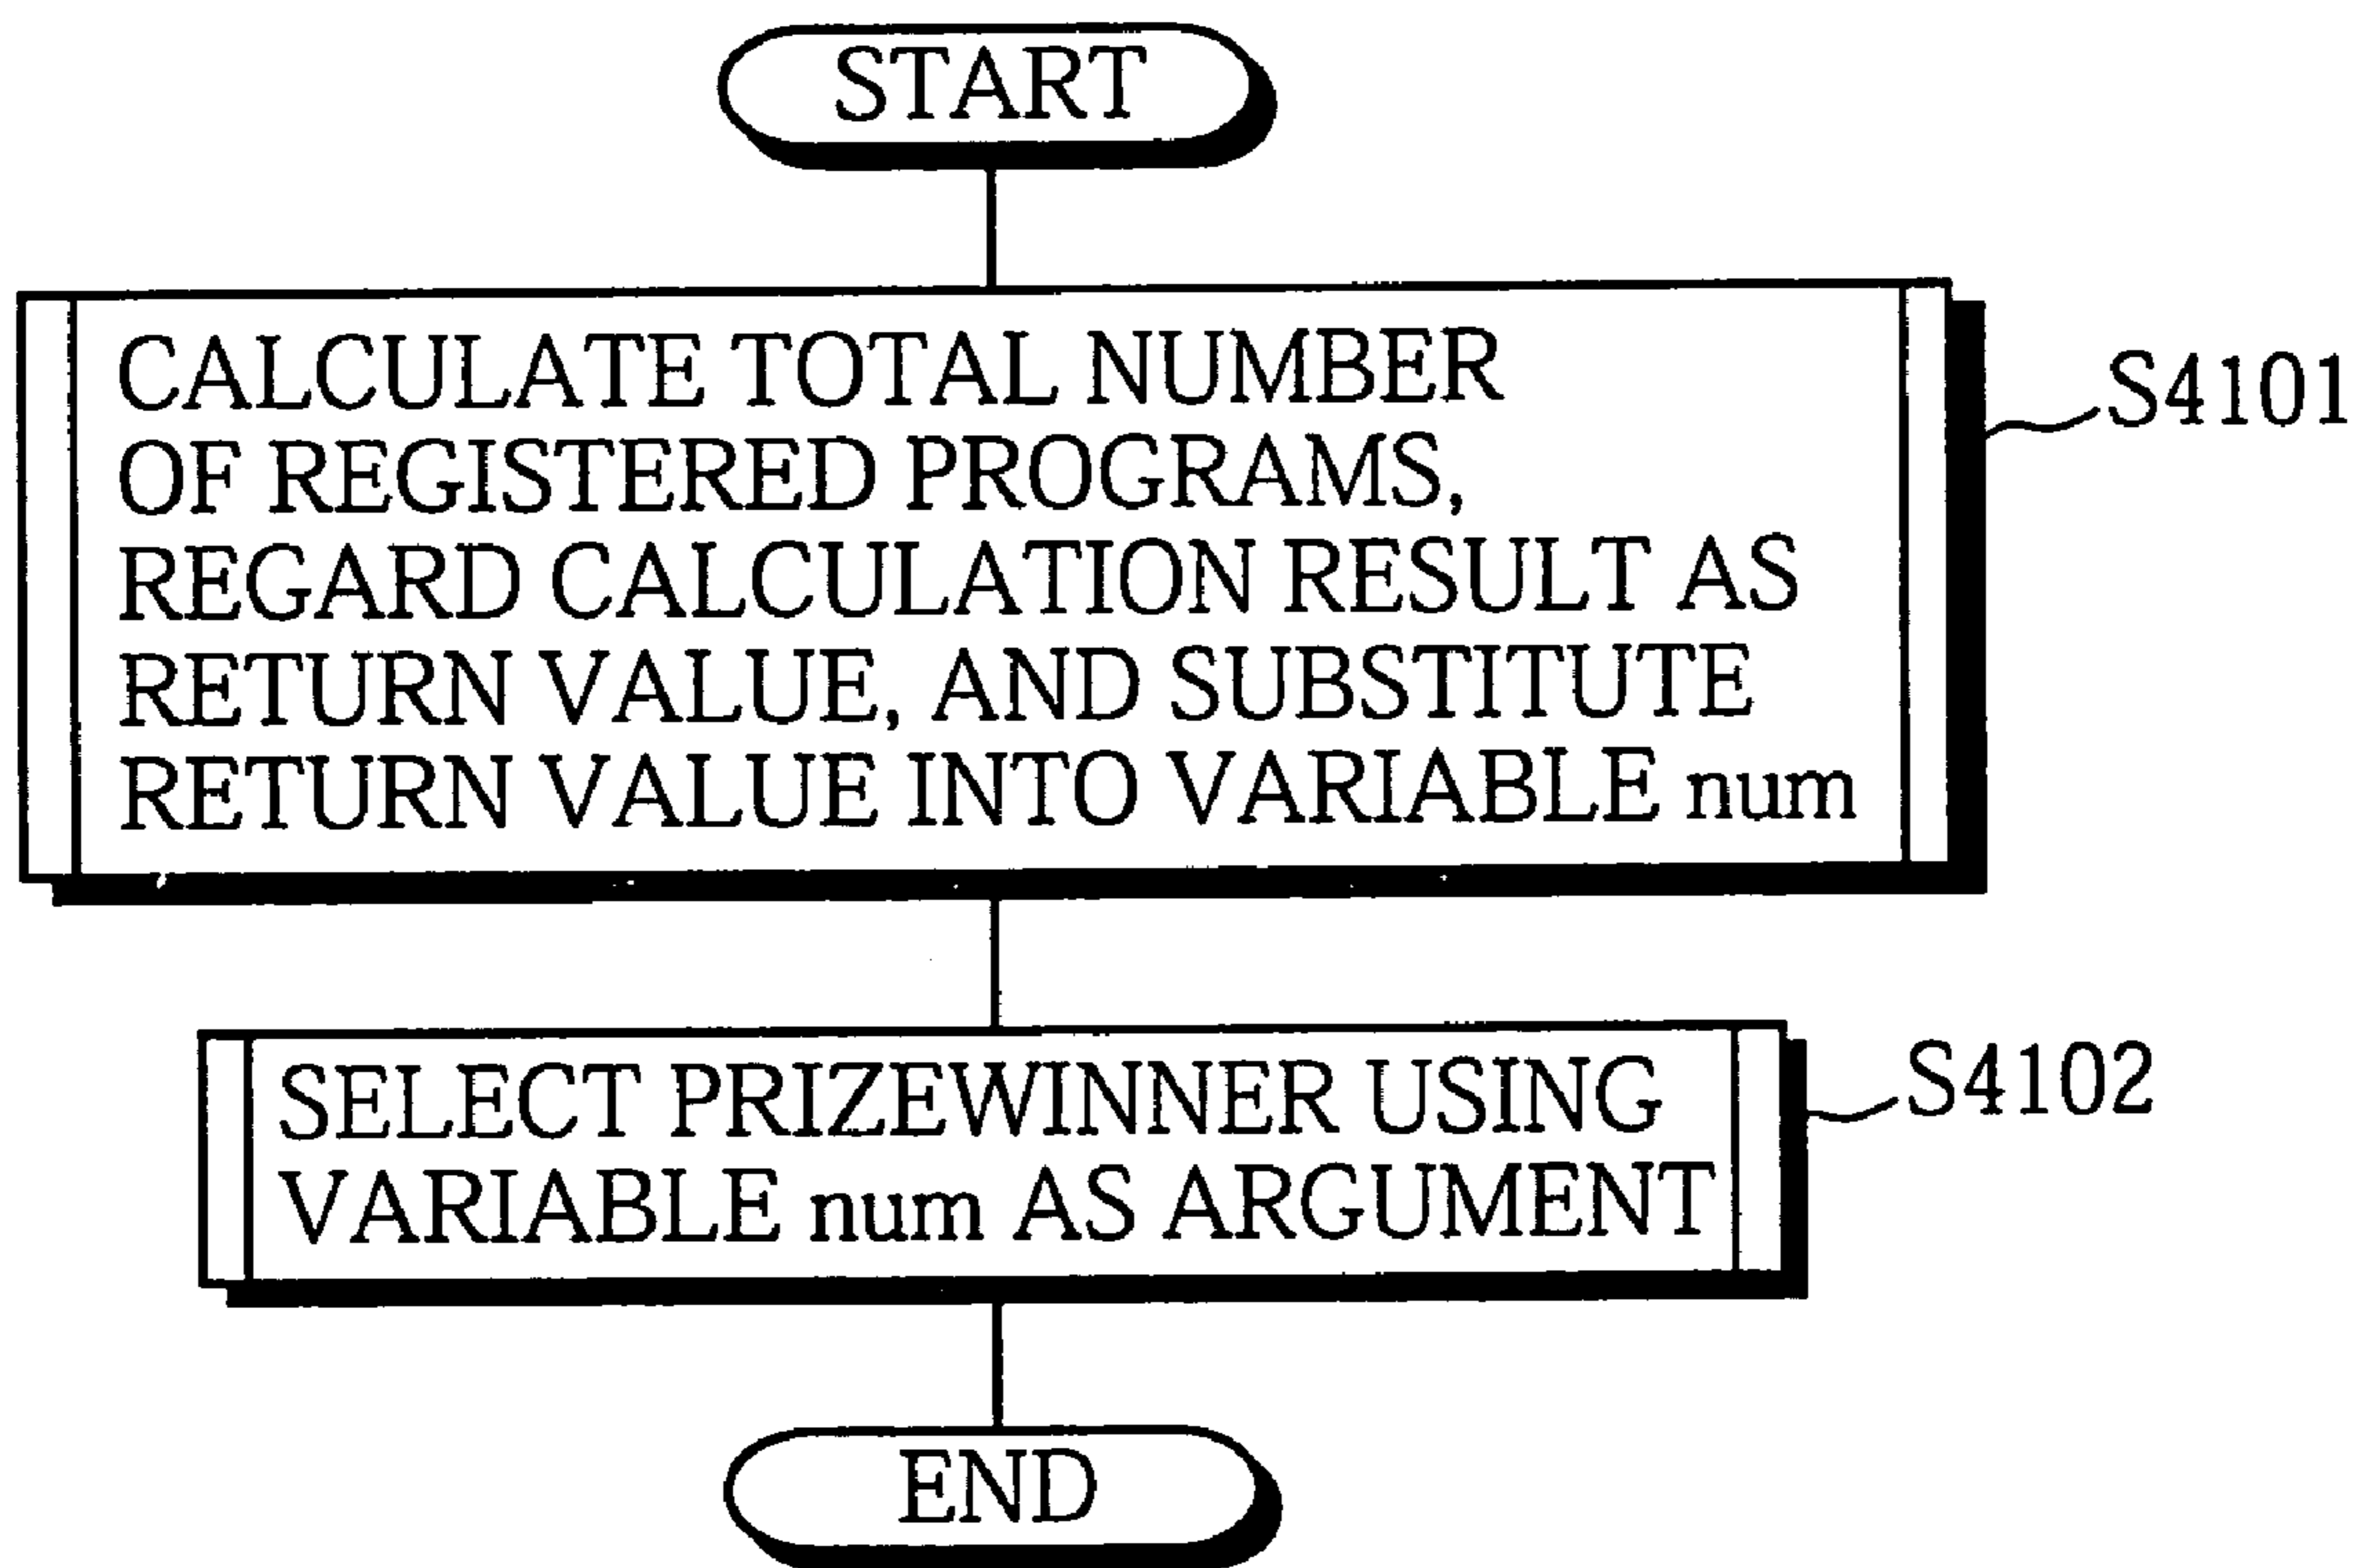 START
CALCULATE TOTAL NUMBER
OF REGISTERED PROGRAMS,
REGARD CALCULATION RESULT AS
RETURN VALUE, AND SUBSTITUTE
RETURN VALUE INTO VARIABLE num
S4101
SELECT PRIZEWINNER USING
VARIABLE num AS ARGUMENT
S4102
END